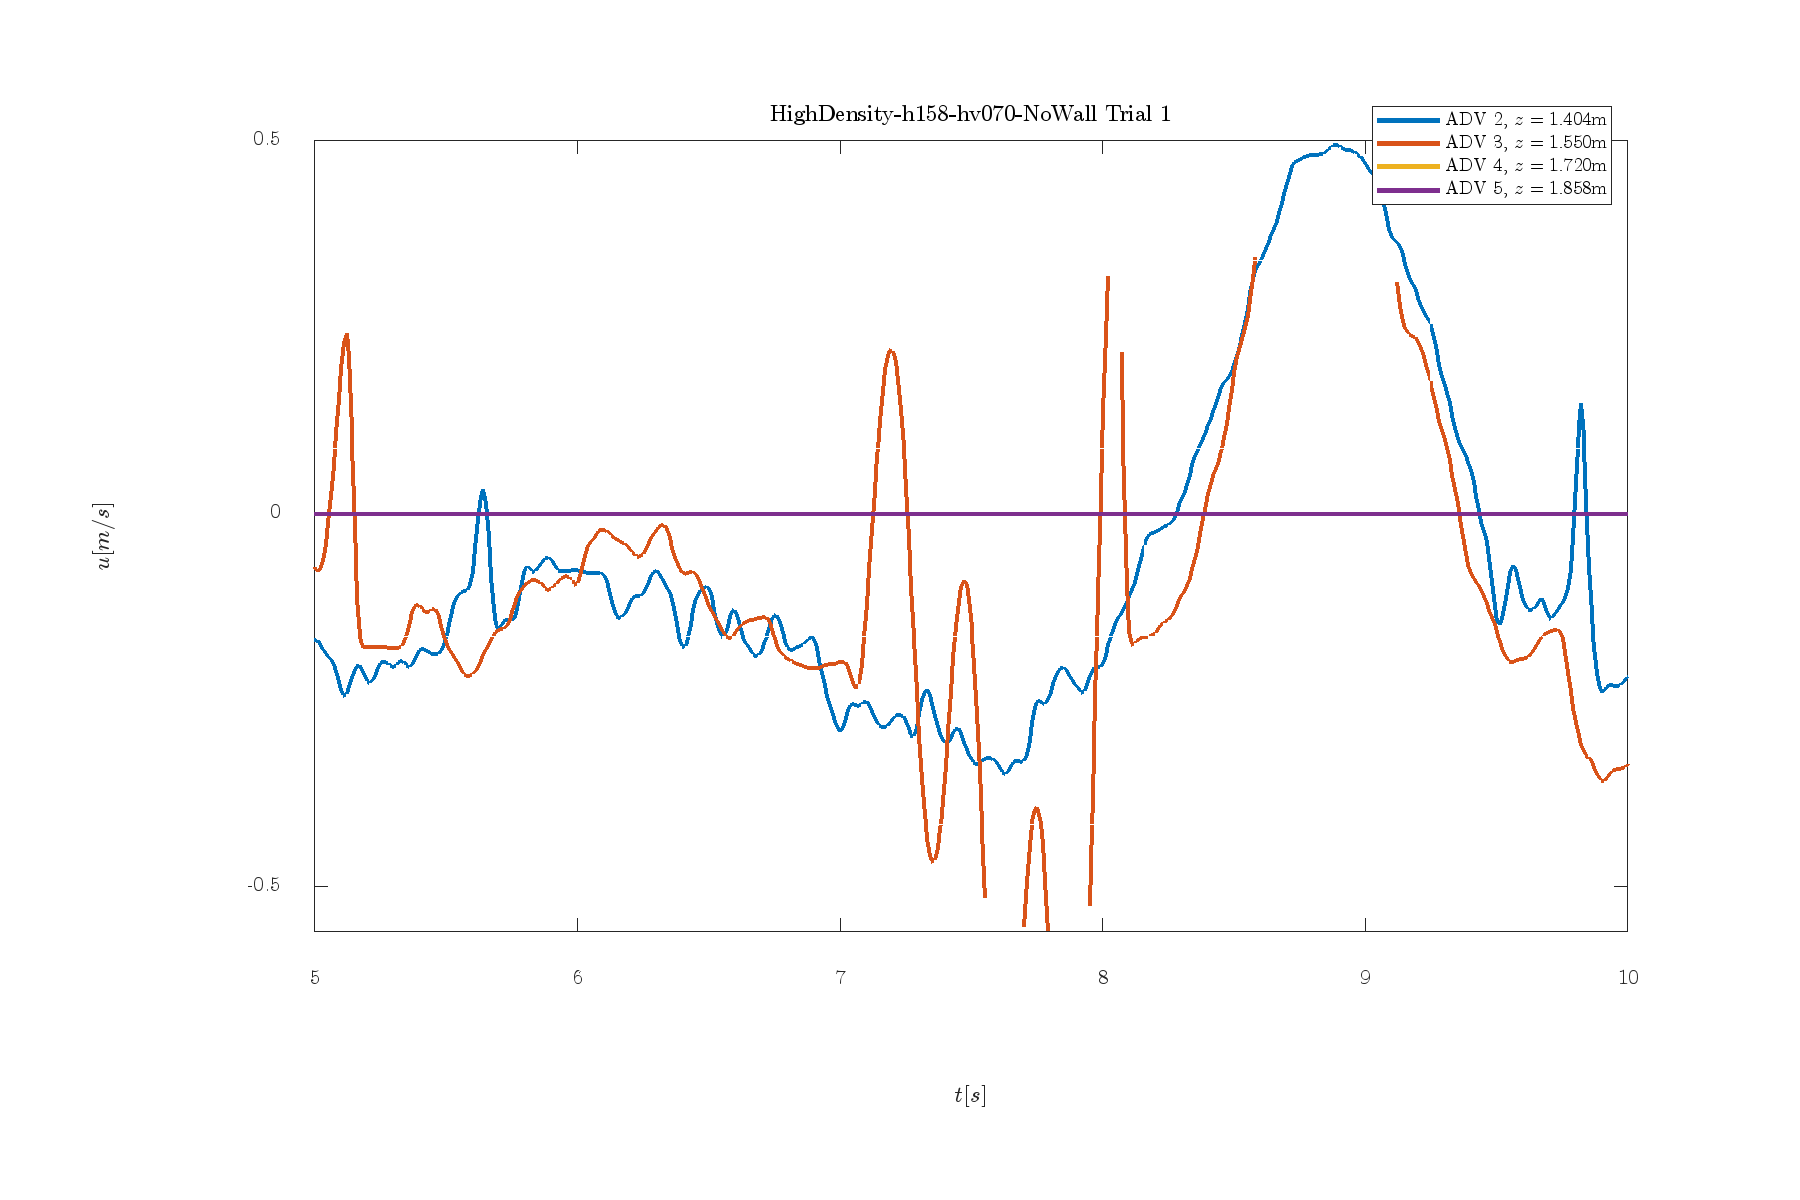 HighDensity-h158-hv070-NoWall Trial 1
ADV 2, z = 1.404m
ADV 3, z = 1.550m
ADV 4, z = 1.720m
ADV 5, z = 1.858m
0.5
0
-0.5
u[m/s]
5 6 7 8 9 10
t[s]